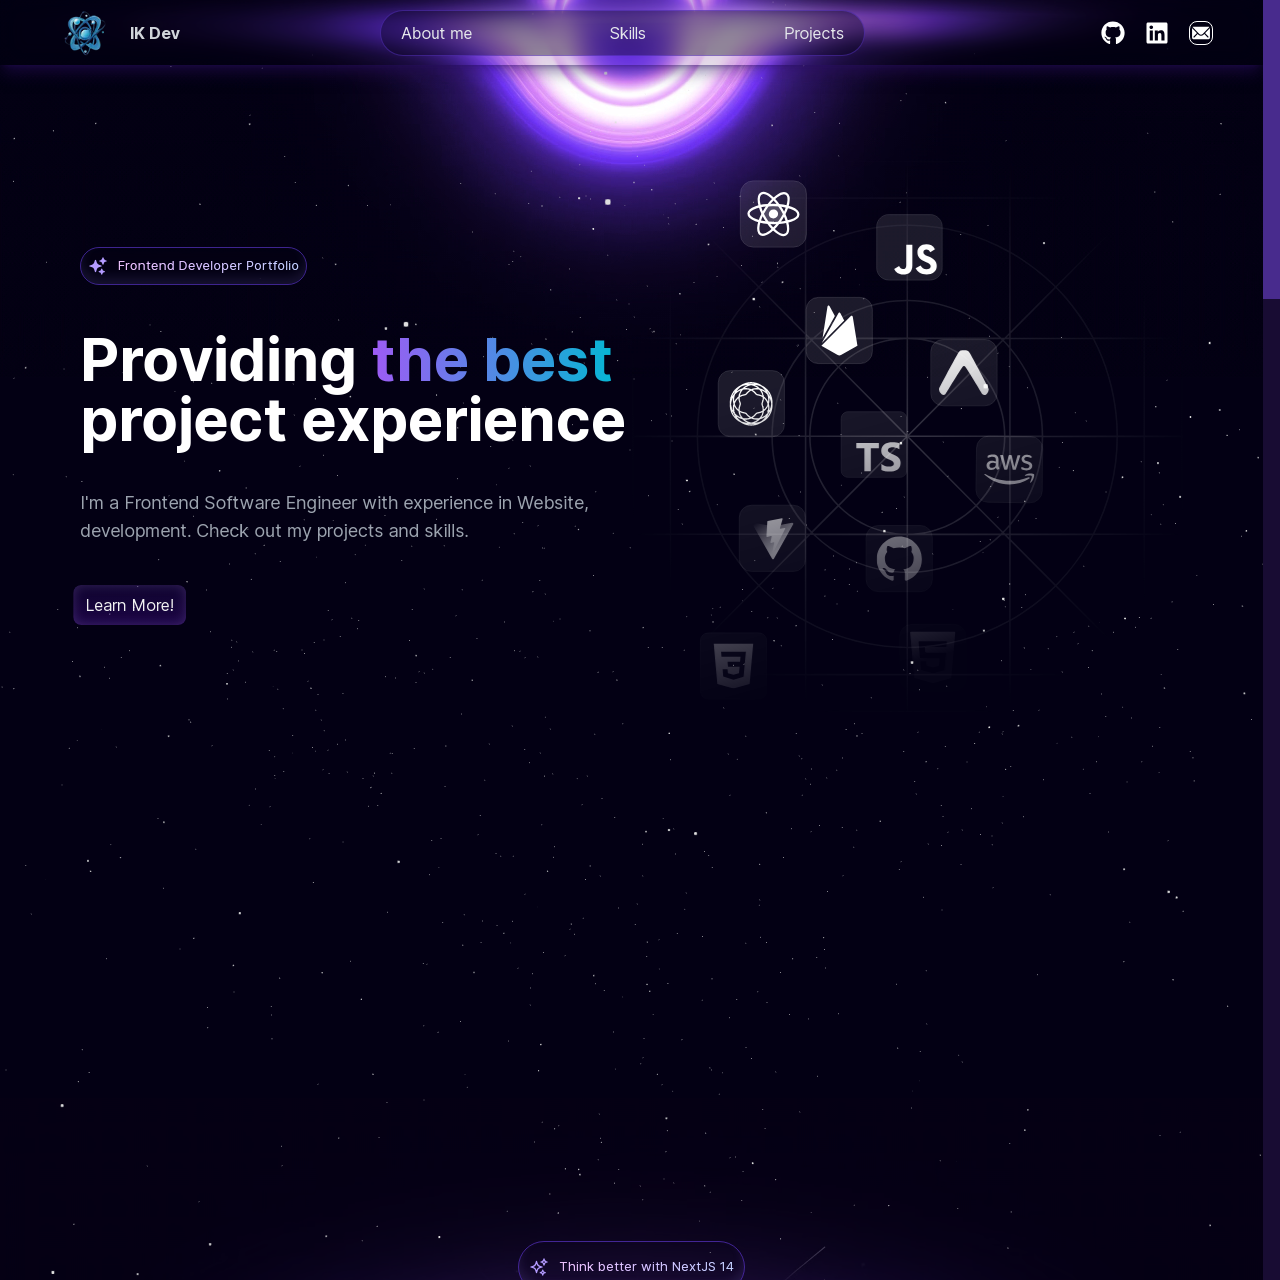 IK Dev
About me
Skills
Projects
Frontend Developer Portfolio
Providing the best
project experience
I'm a Frontend Software Engineer with experience in Website,
development. Check out my projects and skills.
Learn More!
JS
TS
aws
3
3
Think better with NextJS 14